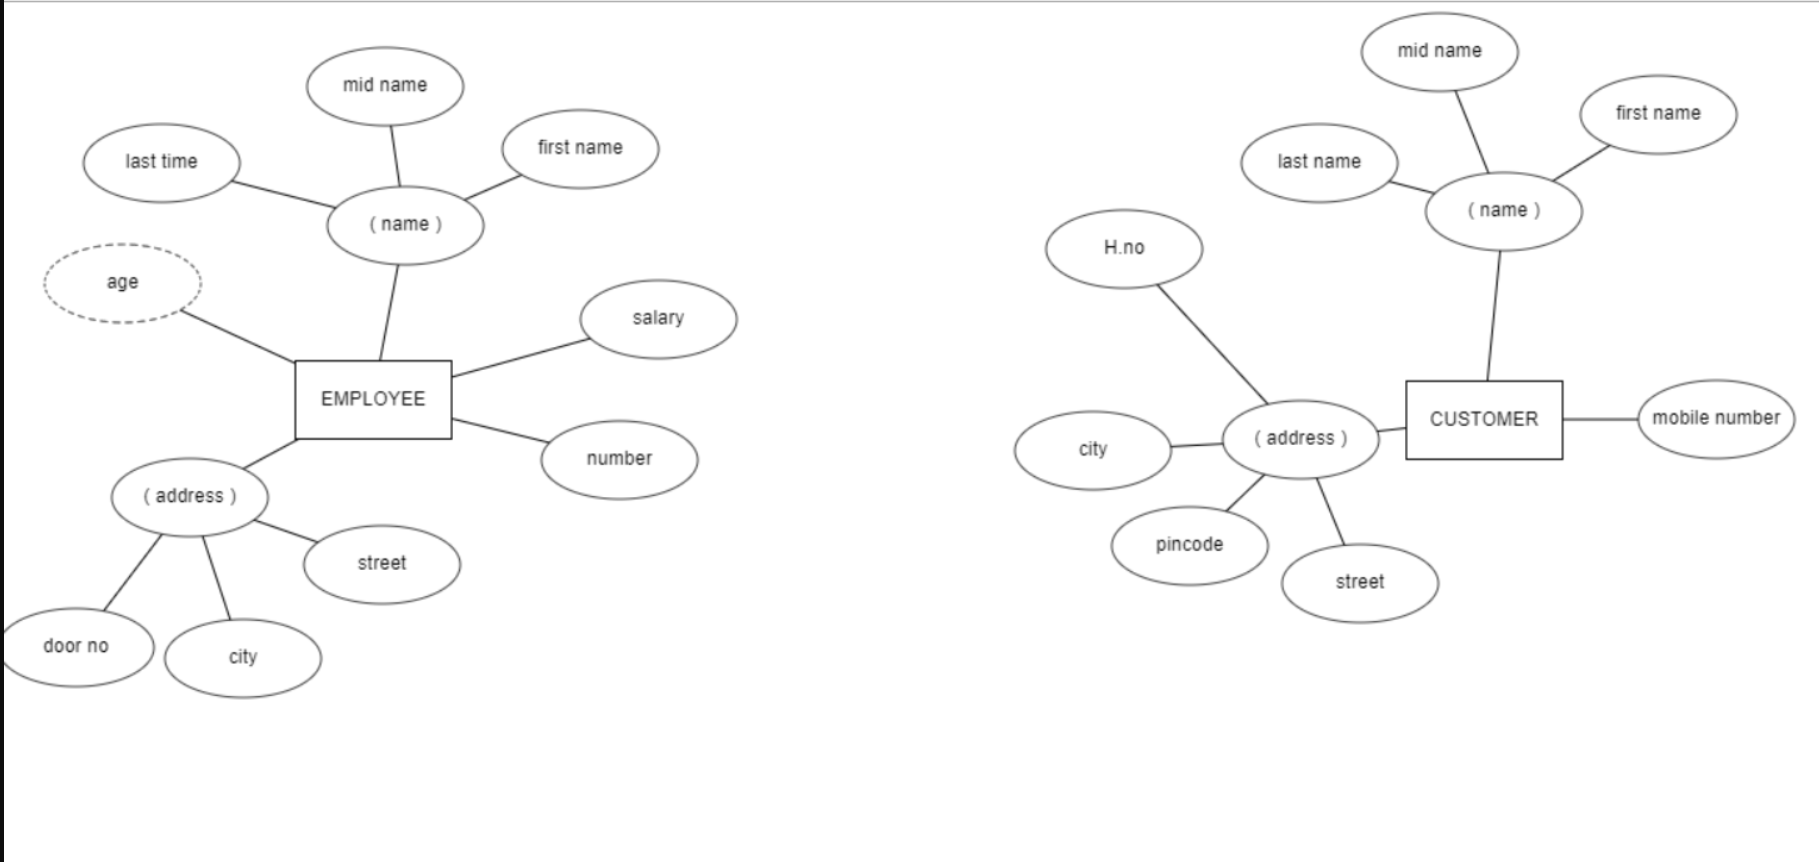 mid name
first name
last time
( name )
age
salary
EMPLOYEE
number
( address )
street
door no
city
mid name
first name
last name
( name )
H.no
CUSTOMER
mobile number
( address )
city
pincode
street